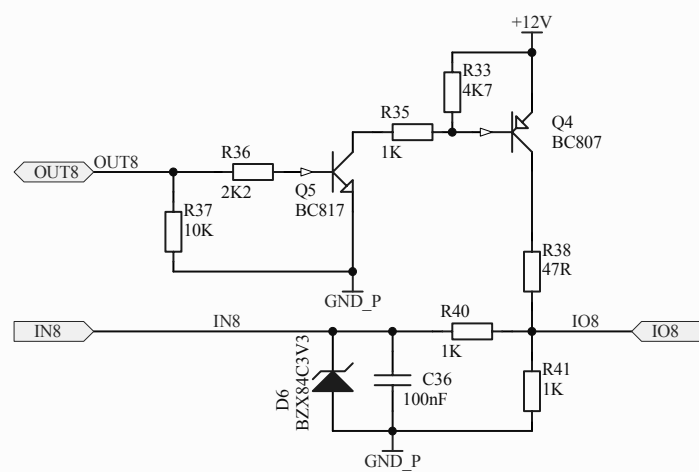 +12V
R33
4K7
R35
1K
Q4
BC807
OUT8
OUT8
R36
2K2
Q5
BC817
R37
10K
R38
47R
GND_P
IN8
IN8
R40
1K
IO8
IO8
D6
BZX84C3V3
C36
100nF
R41
1K
GND_P